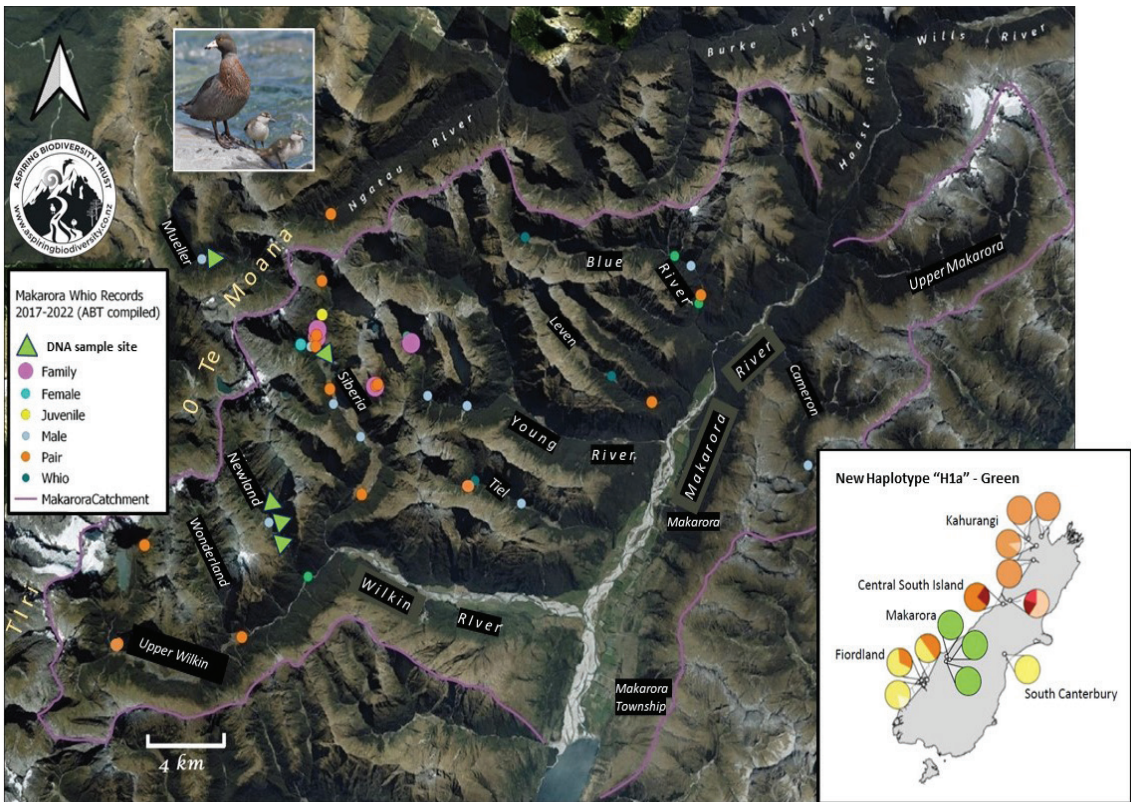 Burke River
Wills River
Haast River
Ngatau River
ASPIRING BIODIVERSITY TRUST
www.aspiringbiodiversity.co.nz
Mueller
TIri O Te Moana
Blue
River
Upper Makarora
Makarora Whio Records
2017-2022 (ABT compiled)
DNA sample site
Family
Female
Juvenile
Male
Pair
Whio
MakaroraCatchment
Leven
Siberia
River
Makarora
Cameron
Young
River
Newland
Tiel
Makarora
Wonderland
Wilkin
RIver
Upper Wilkin
Makarora
Township
4 km
New Haplotype “H1a” - Green
Kahurangi
Central South Island
Makarora
Fiordland
South Canterbury